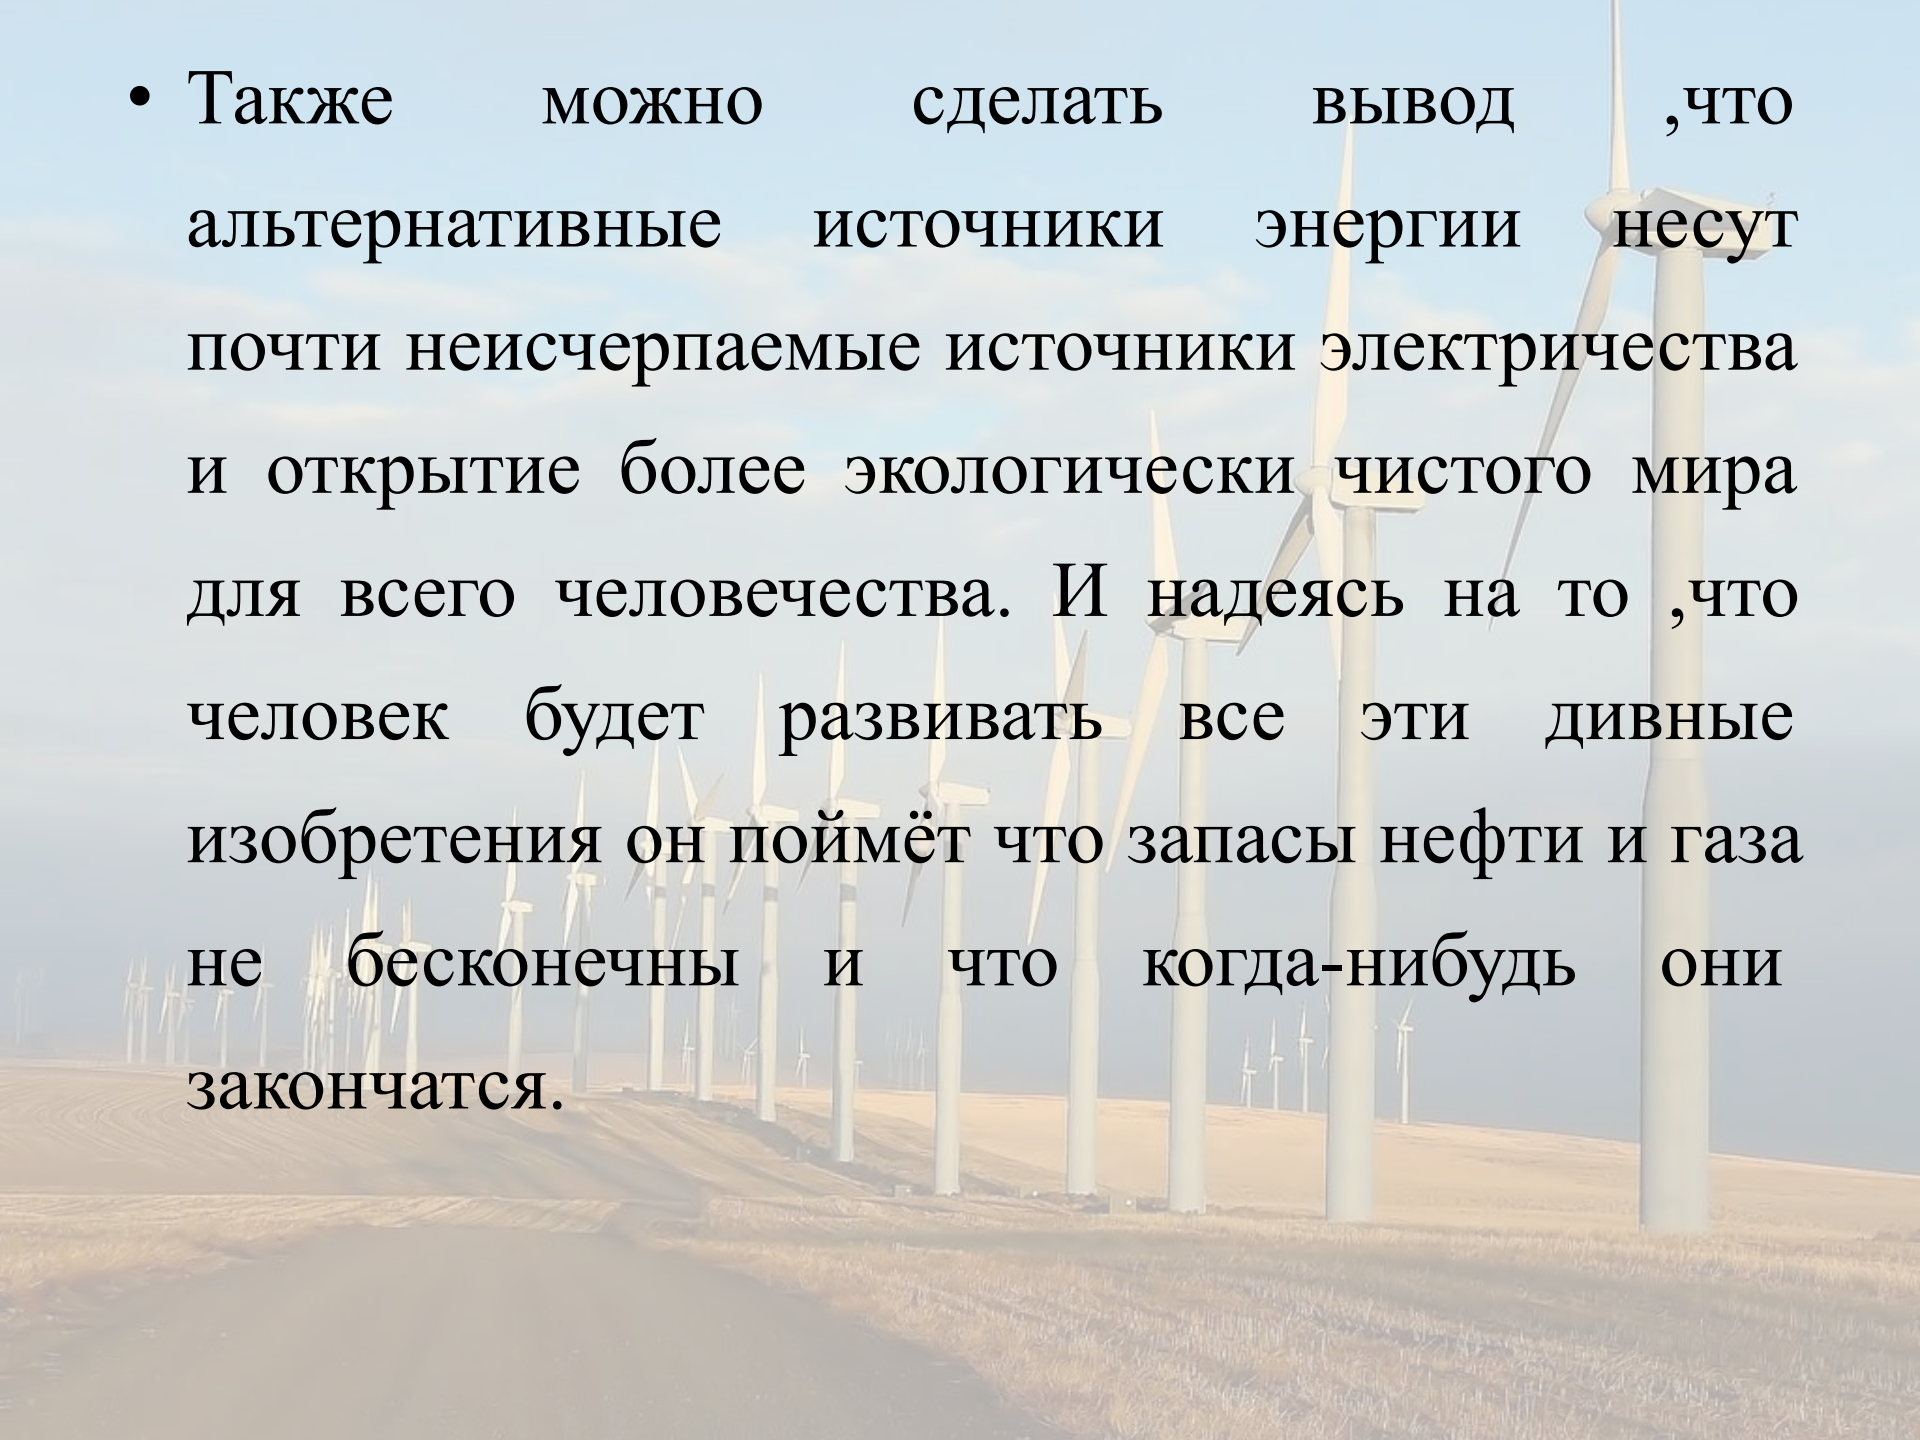 • Также можно сделать вывод ,что
альтернативные источники энергии несут
почти неисчерпаемые источники электричества
и открытие более экологически чистого мира
для всего человечества. И надеясь на то ,что
человек будет развивать все эти дивные
изобретения он поймёт что запасы нефти и газа
не бесконечны и что когда-нибудь они
закончатся.